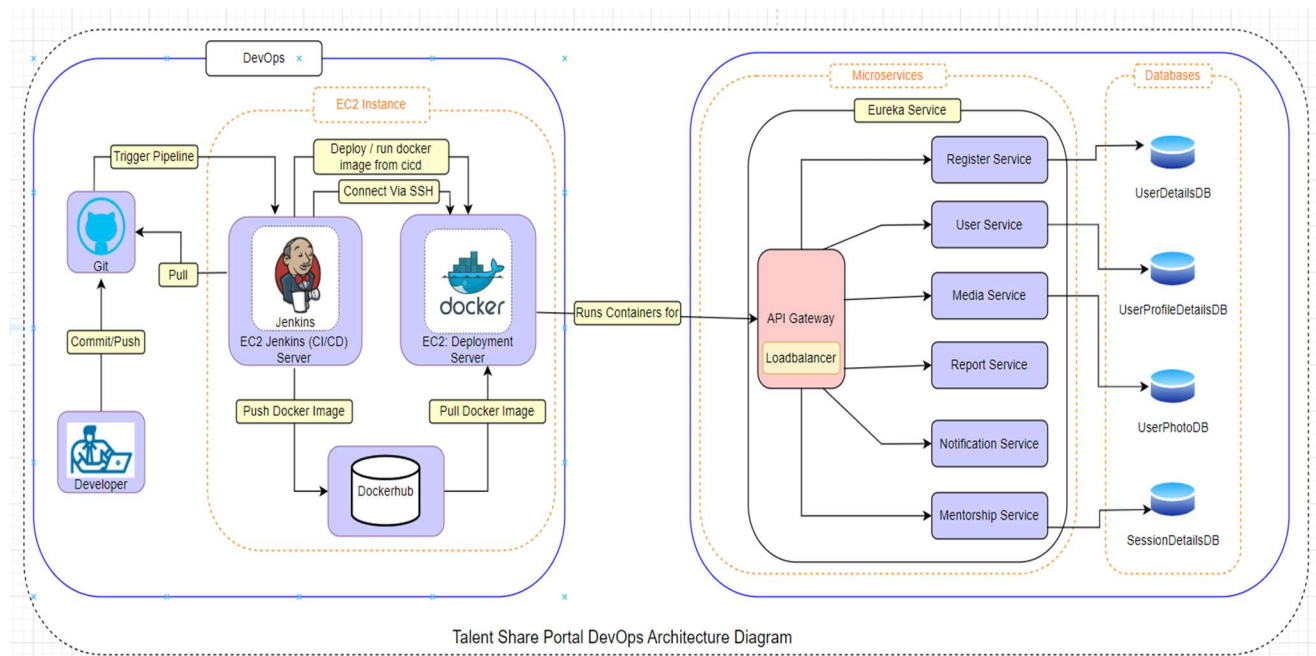 DevOps
EC2 Instance
Trigger Pipeline
Deploy / run docker
image from cicd
Connect Via SSH
Git
Pull
Jenkins
EC2 Jenkins (CI/CD)
Server
docker
EC2: Deployment
Server
Commit/Push
Developer
Push Docker Image
Pull Docker Image
Dockerhub
Runs Containers for
Microservices
Eureka Service
API Gateway
Loadbalancer
Register Service
User Service
Media Service
Report Service
Notification Service
Mentorship Service
Databases
UserDetailsDB
UserProfileDetailsDB
UserPhotoDB
SessionDetailsDB
Talent Share Portal DevOps Architecture Diagram